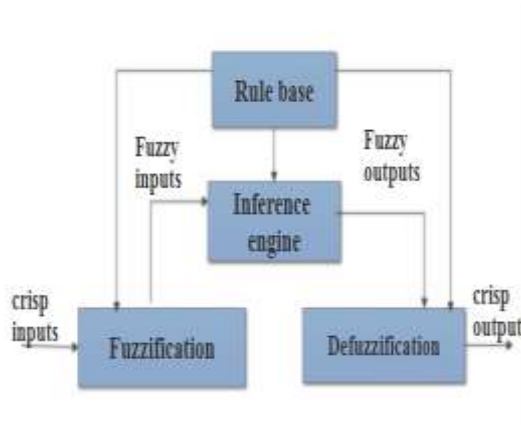 Rule base
Fuzzy
inputs
Fuzzy
outputs
Inference
engine
crisp
inputs
Fuzzification
Defuzzification
crisp
output